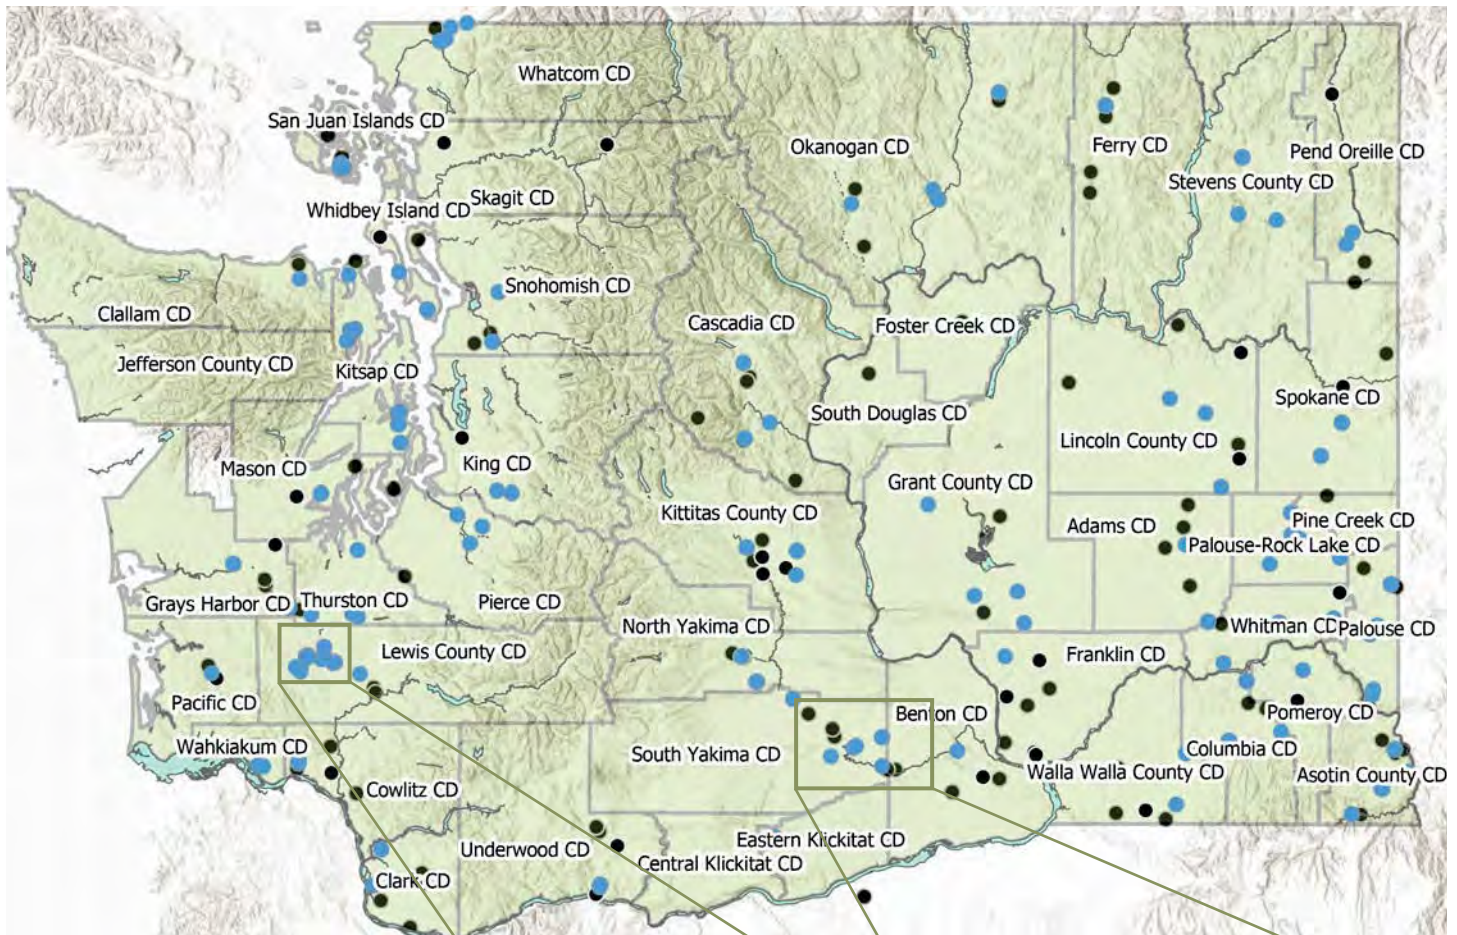 Whatcom CD
San Juan Islands CD
Okanogan CD
Ferry CD
Pend Oreille CD
Stevens County CD
Skagit CD
Whidbey Island CD
Snohomish CD
Clallam CD
Cascadia CD
Foster Creek CD
Jefferson County CD
Kitsap CD
Spokane CD
South Douglas CD
Lincoln County CD
Mason CD
King CD
Grant County CD
Kittitas County CD
Adams CD
Pine Creek CD
Palouse-Rock Lake CD
Grays Harbor CD
Thurston CD
Pierce CD
North Yakima CD
Whitman CD
Palouse CD
Lewis County CD
Franklin CD
Pacific CD
Benton CD
Pomeroy CD
Wahkiakum CD
South Yakima CD
Columbia CD
Walla Walla County CD
Asotin County CD
Cowlitz CD
Eastern Klickitat CD
Underwood CD
Central Klickitat CD
Clark CD